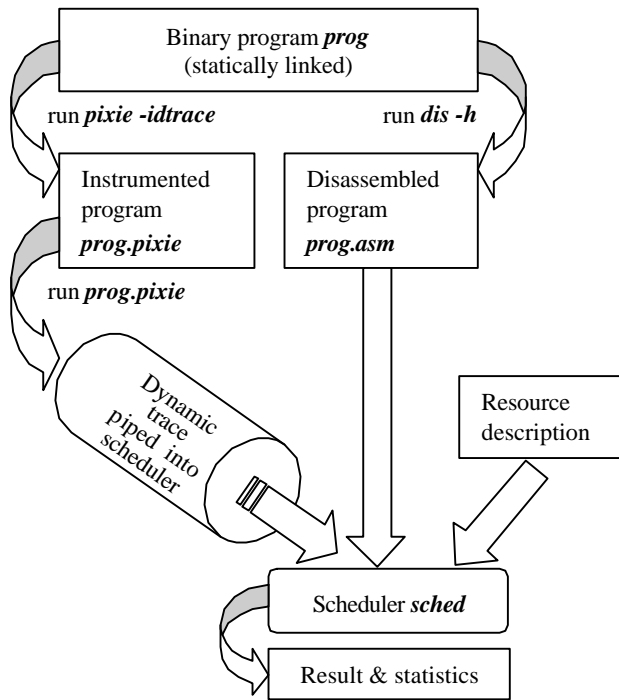 Binary program prog
(statically linked)
run pixie -idtrace
run dis -h
Instrumented
program
prog.pixie
Disassembled
program
prog.asm
run prog.pixie
Dynamic
trace
piped into
scheduler
Resource
description
Scheduler sched
Result & statistics